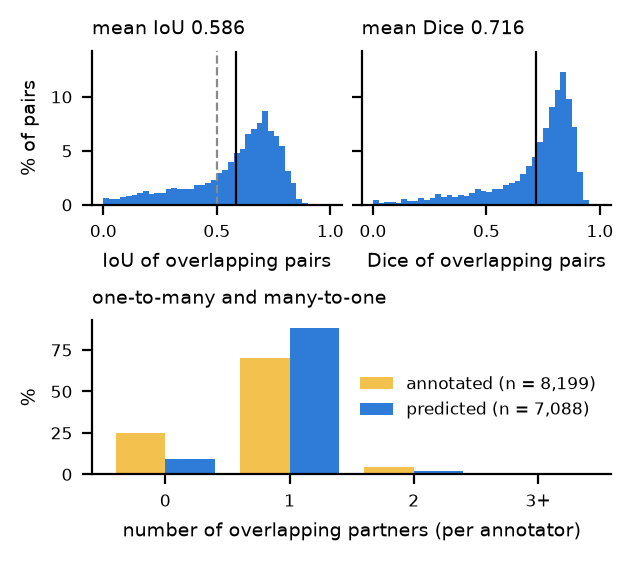 mean IoU 0.586
mean Dice 0.716
% of pairs
10
5
0
0.0 0.5 1.0
0.0 0.5 1.0
IoU of overlapping pairs
Dice of overlapping pairs
one-to-many and many-to-one
%
75
50
25
0
annotated (n = 8,199)
predicted (n = 7,088)
0 1 2 3+
number of overlapping partners (per annotator)